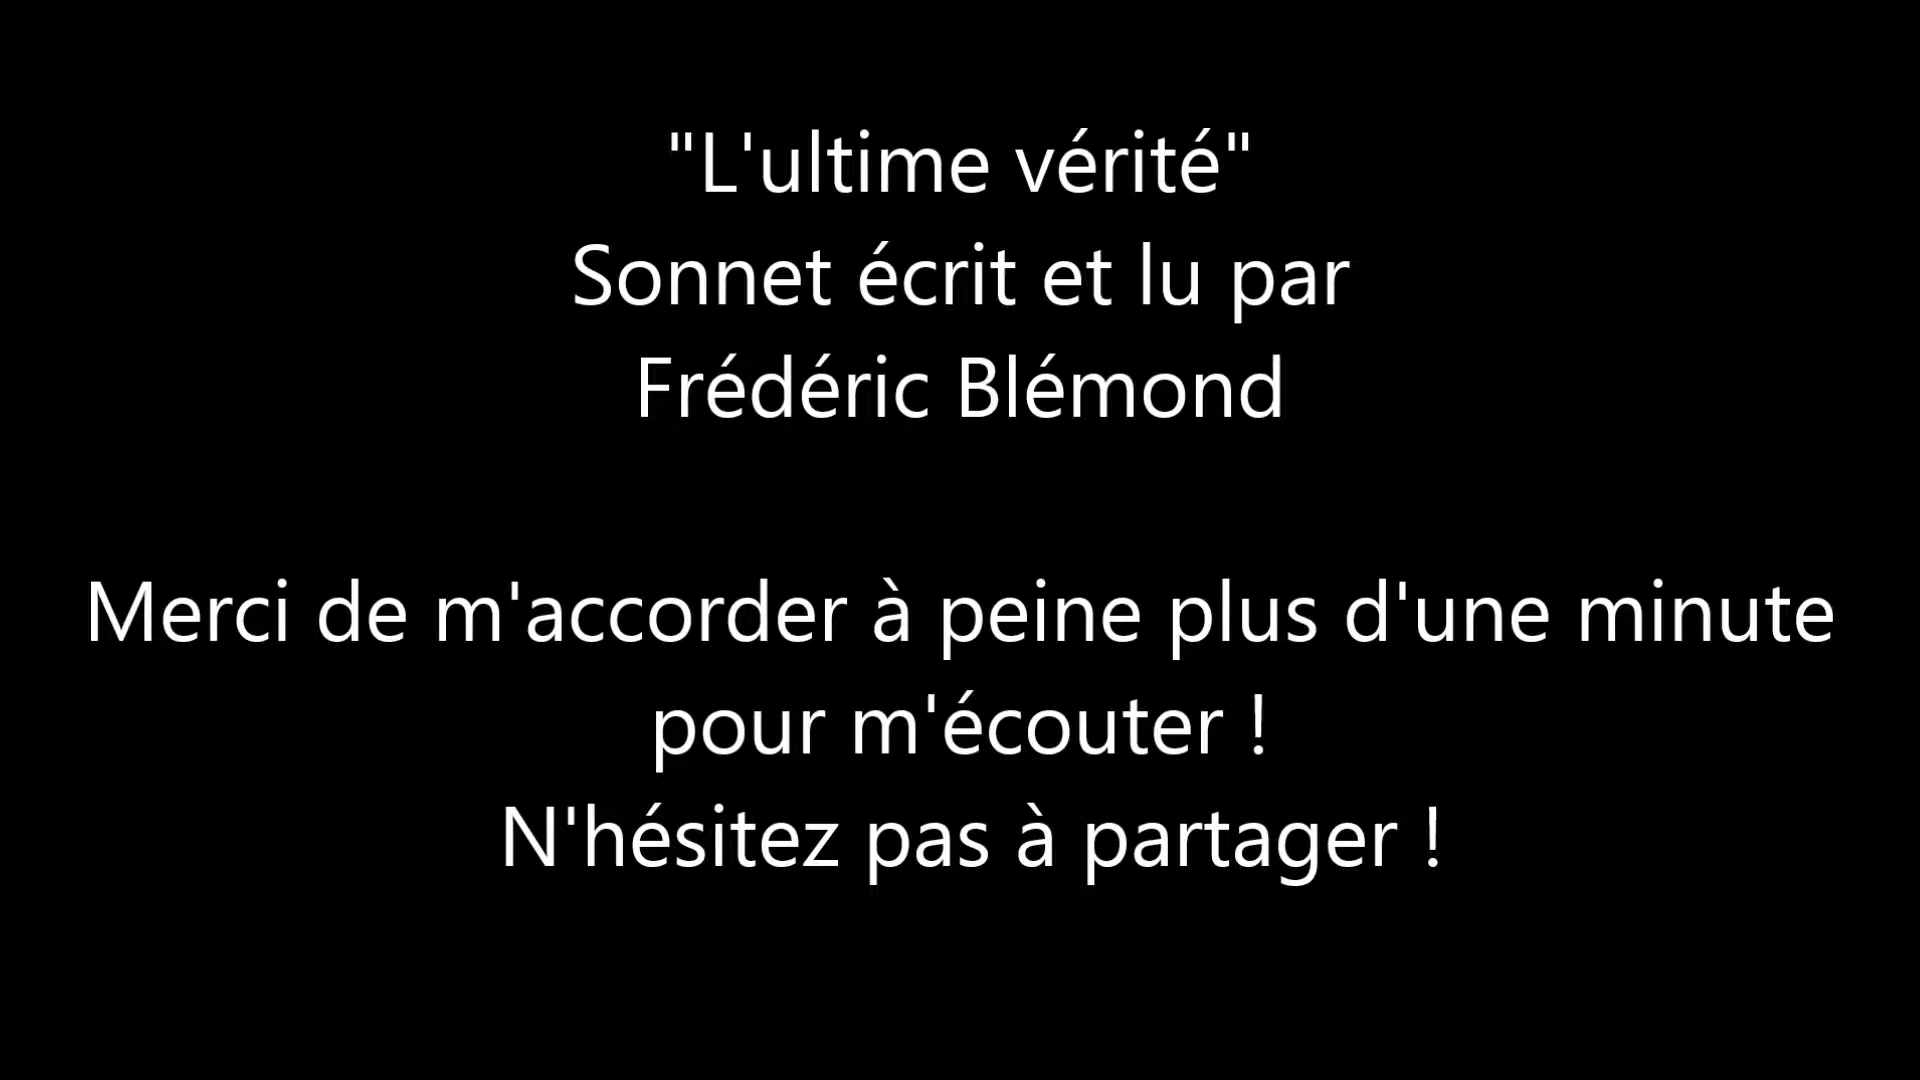 "L'ultime vérité"
Sonnet écrit et lu par
Frédéric Blémond
Merci de m'accorder à peine plus d'une minute
pour m'écouter !
N'hésitez pas à partager !